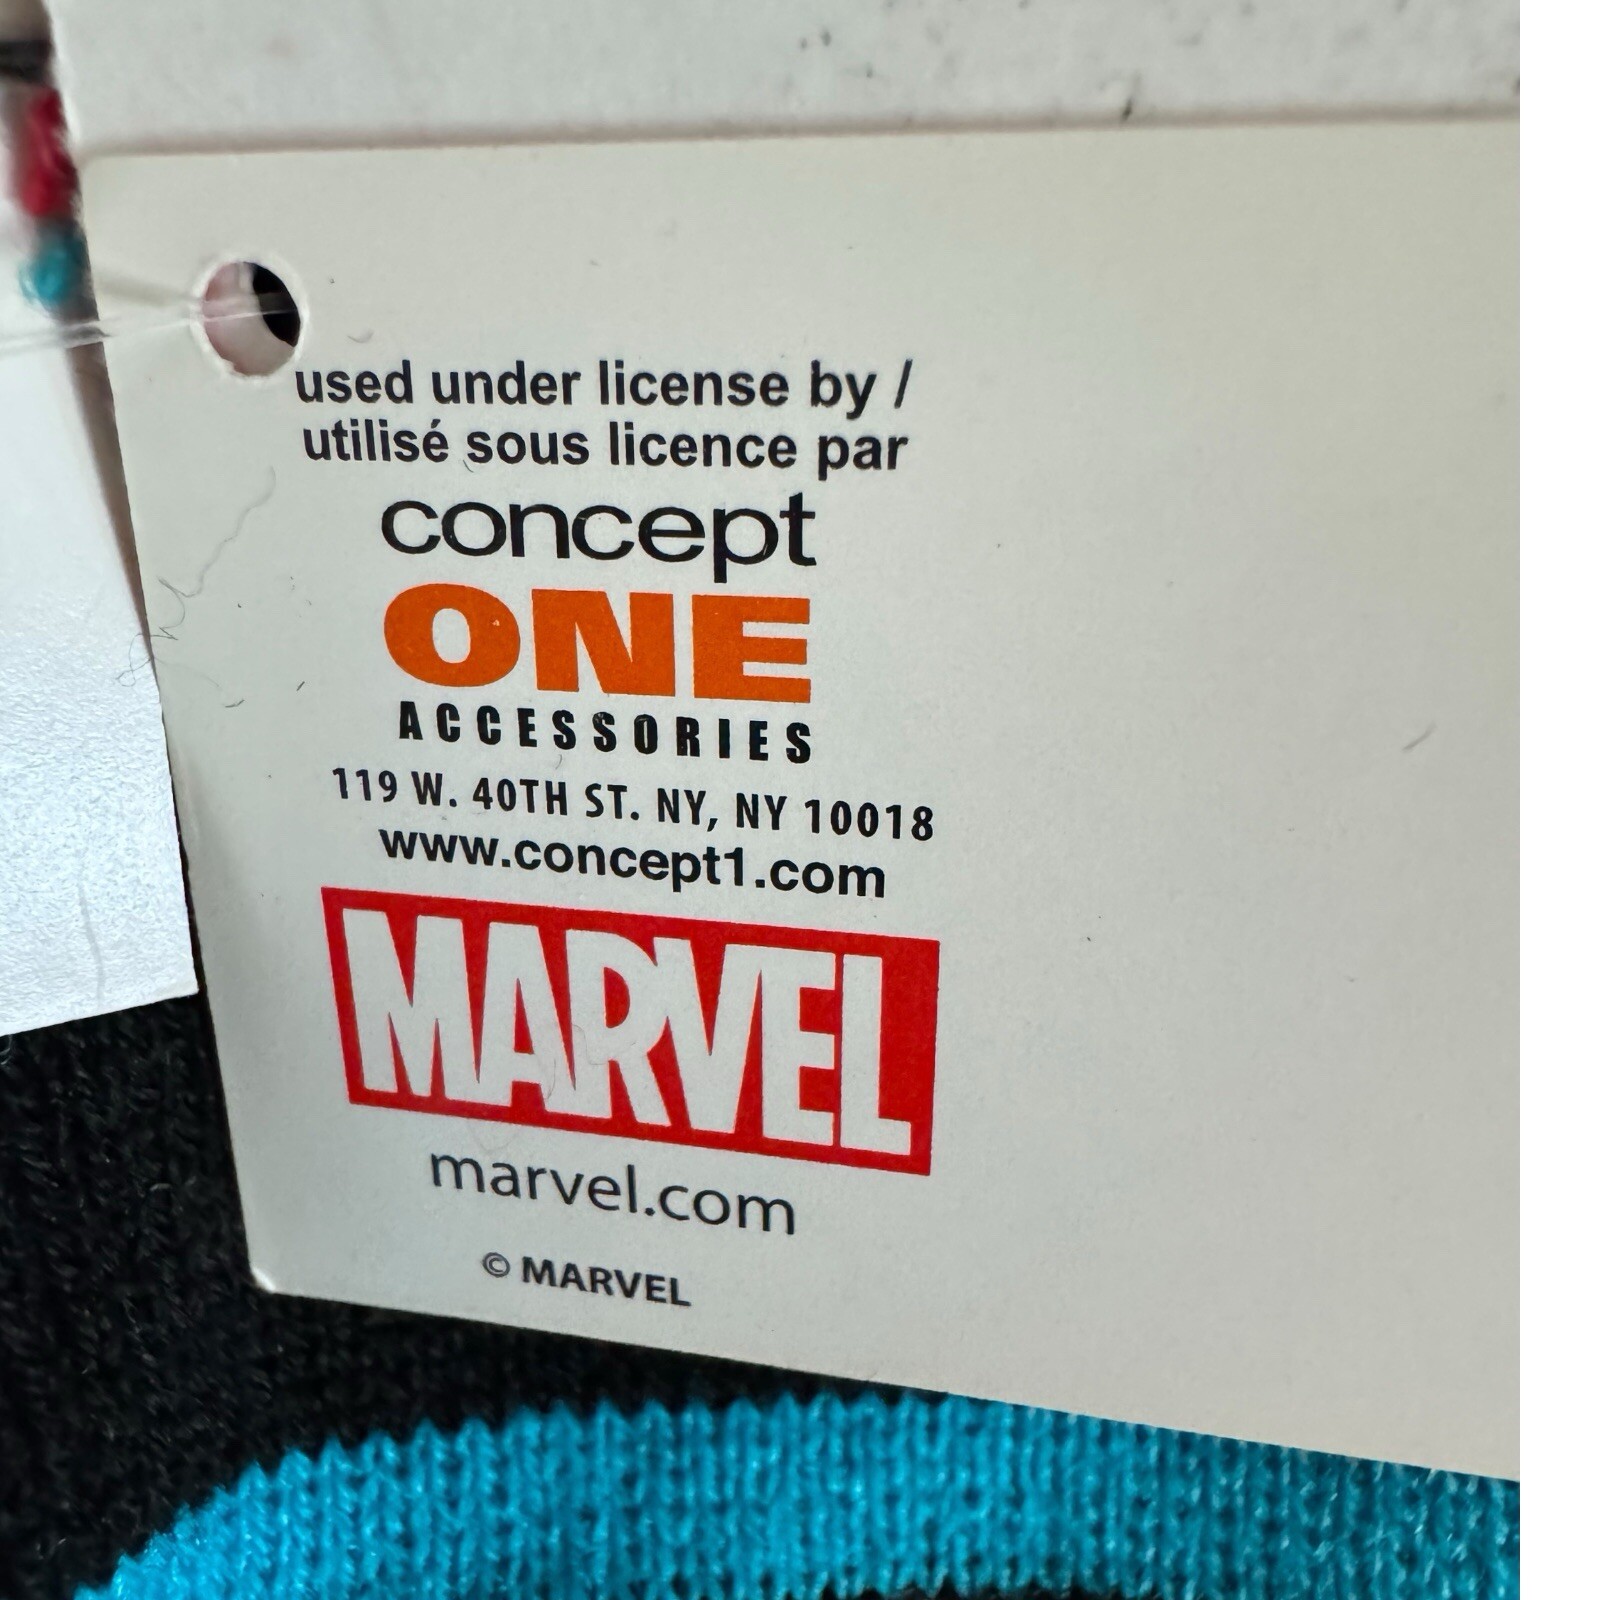 used under license by /
utilisé sous licence par
concept
ONE
ACCESSORIES
119 W. 40TH ST. NY, NY 10018
www.concept1.com
MARVEL
marvel.com
© MARVEL